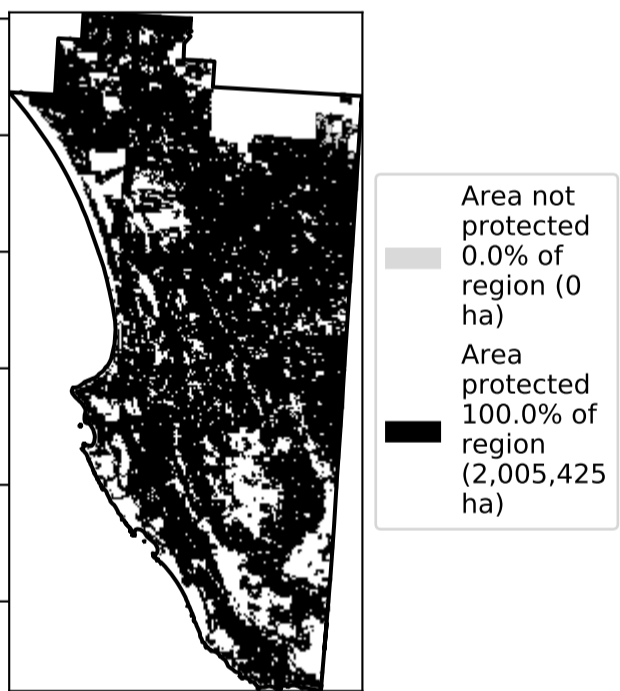 Area not
protected
0.0% of
region (0
ha)
Area
protected
100.0% of
region
(2,005,425
ha)